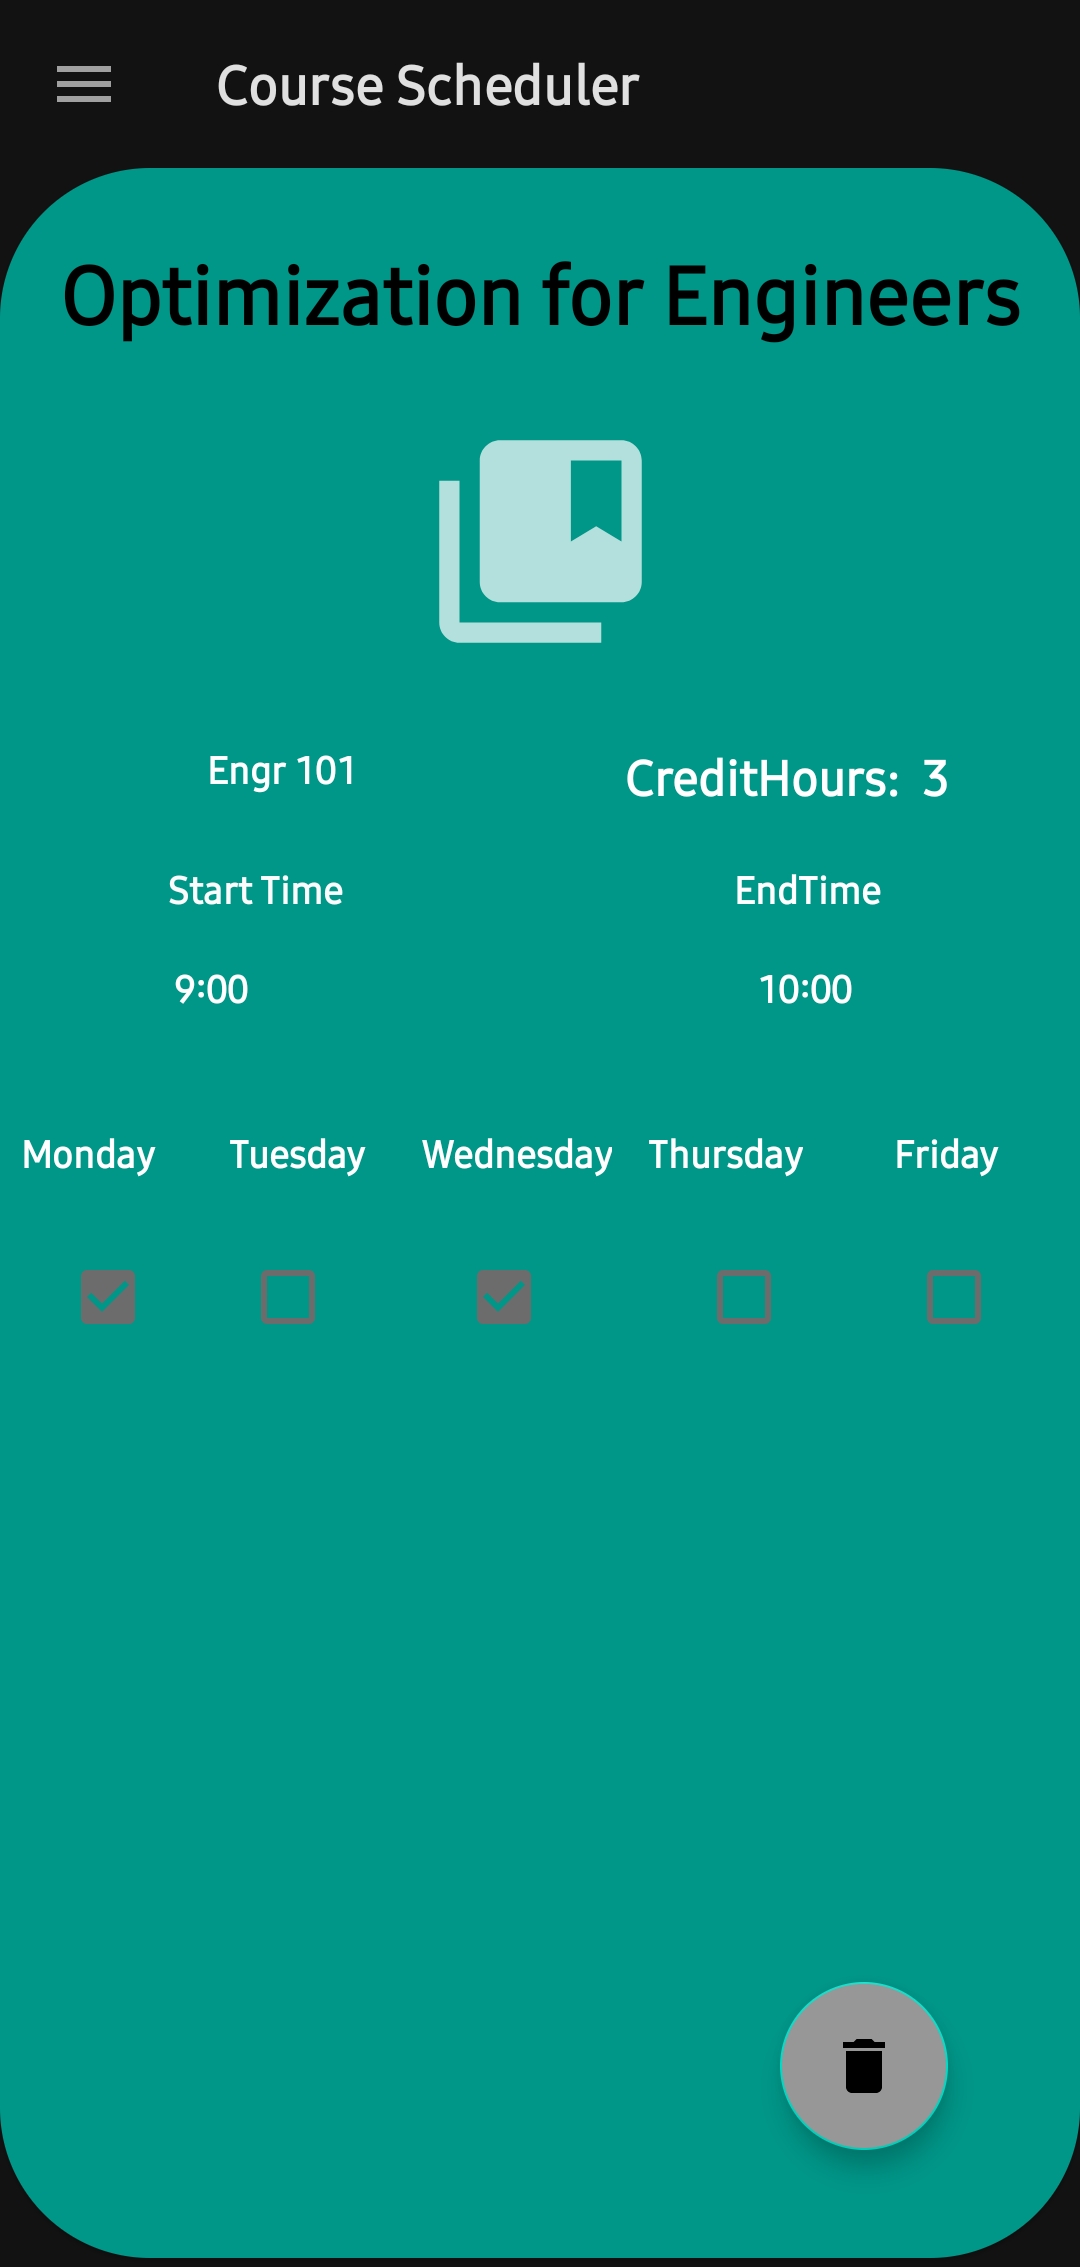 Course Scheduler
Optimization for Engineers
Engr 101 CreditHours: 3
Start Time EndTime
9:00 10:00
Monday Tuesday Wednesday Thursday Friday